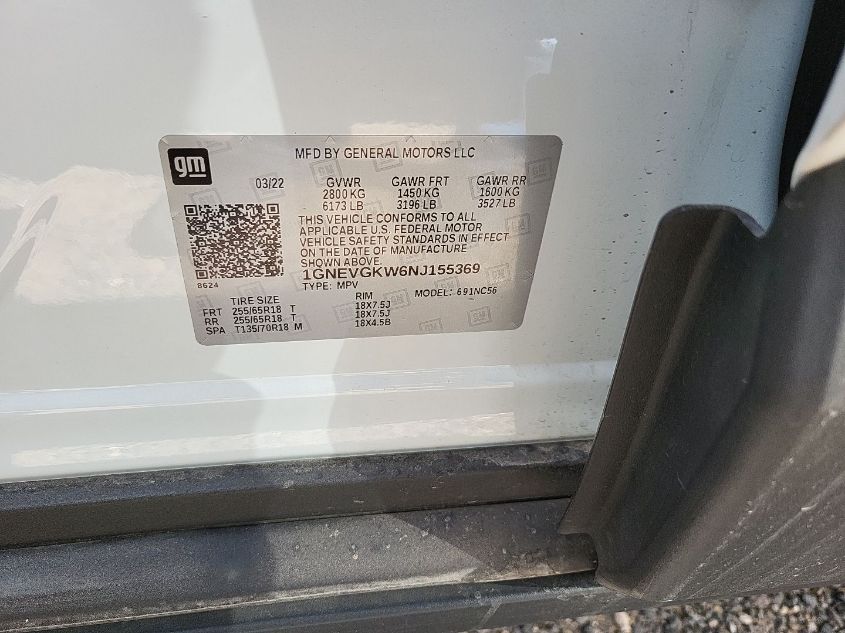 gm
MFD BY GENERAL MOTORS LLC
03/22 GVWR GAWR FRT GAWR RR
2800 KG 1450 KG 1600 KG
6173 LB 3196 LB 3527 LB
THIS VEHICLE CONFORMS TO ALL
APPLICABLE U.S. FEDERAL MOTOR
VEHICLE SAFETY STANDARDS IN EFFECT
ON THE DATE OF MANUFACTURE
SHOWN ABOVE.
1GNEVGKW6NJ155369
8624
TYPE: MPV MODEL: 691NC56
TIRE SIZE RIM
FRT 255/65R18 T 18X7.5J
RR 255/65R18 T 18X7.5J
SPA T135/70R18 M 18X4.5B